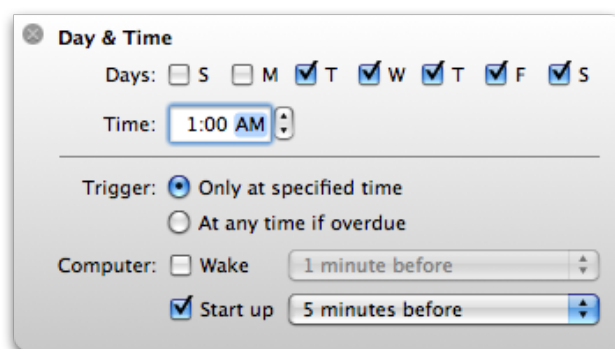 Day & Time
Days: S M T W T F S
Time: 1:00 AM
Trigger: Only at specified time
At any time if overdue
Computer: Wake 1 minute before
Start up 5 minutes before